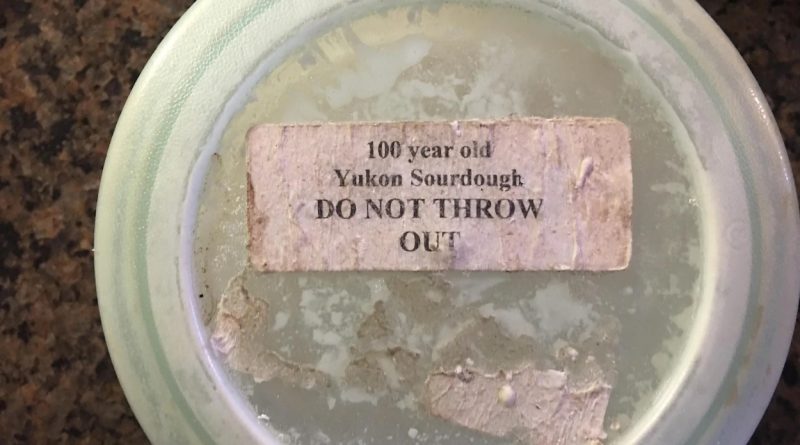 100 year old
Yukon Sourdough
DO NOT THROW
OUT